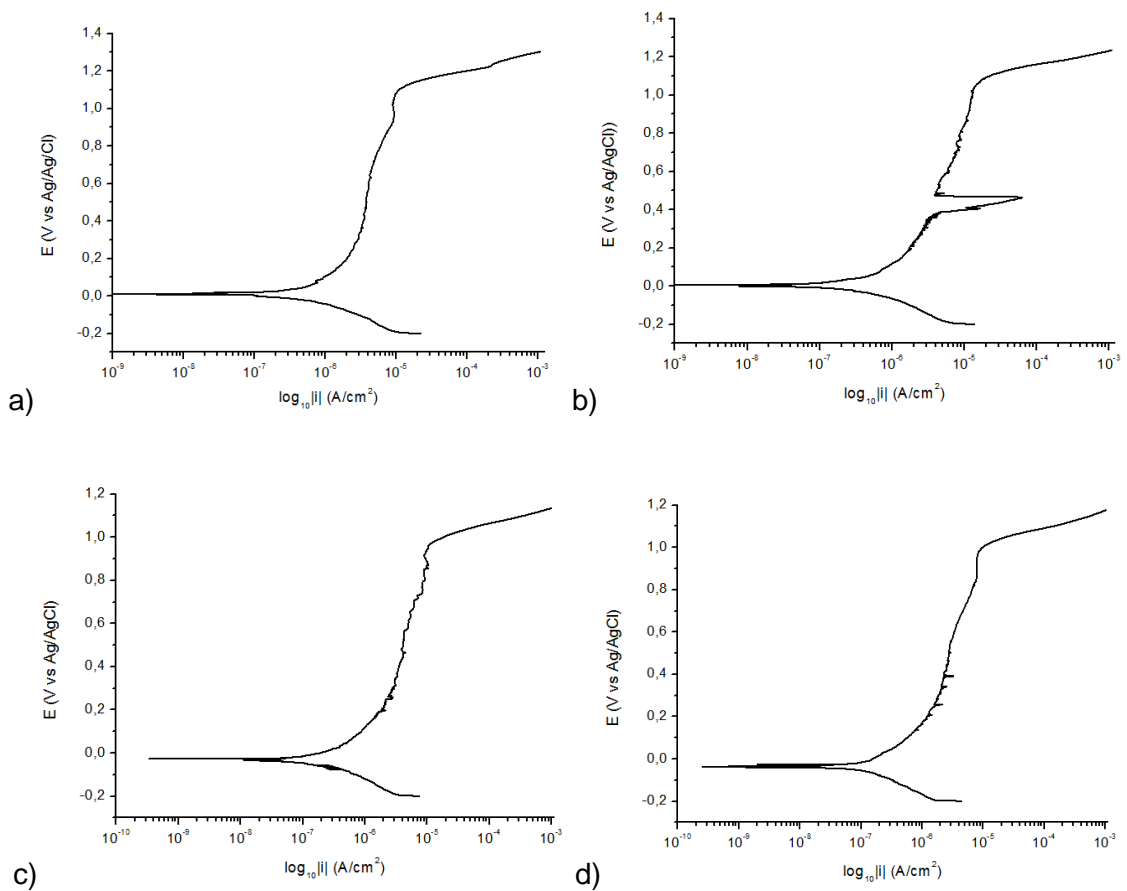 1,4
1,2
1,0
0,8
0,6
0,4
0,2
0,0
-0,2
E (V vs Ag/Ag/Cl)
10⁻⁹ 10⁻⁸ 10⁻⁷ 10⁻⁶ 10⁻⁵ 10⁻⁴ 10⁻³
log₁₀|i| (A/cm²)
a)
1,4
1,2
1,0
0,8
0,6
0,4
0,2
0,0
-0,2
E (V vs Ag/AgCl))
10⁻⁹ 10⁻⁸ 10⁻⁷ 10⁻⁶ 10⁻⁵ 10⁻⁴ 10⁻³
log₁₀|i| (A/cm²)
b)
1,2
1,0
0,8
0,6
0,4
0,2
0,0
-0,2
E (V vs Ag/AgCl)
10⁻¹⁰ 10⁻⁹ 10⁻⁸ 10⁻⁷ 10⁻⁶ 10⁻⁵ 10⁻⁴ 10⁻³
log₁₀|i| (A/cm²)
c)
1,2
1,0
0,8
0,6
0,4
0,2
0,0
-0,2
E (V vs Ag/AgCl)
10⁻¹⁰ 10⁻⁹ 10⁻⁸ 10⁻⁷ 10⁻⁶ 10⁻⁵ 10⁻⁴ 10⁻³
log₁₀|i| (A/cm²)
d)